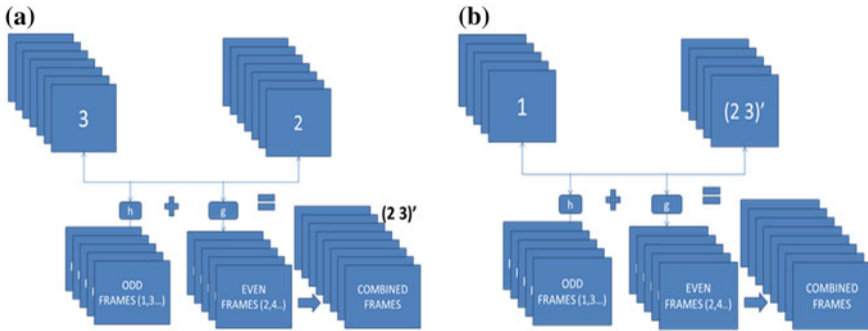 (a)
3
2
h
g
(2 3)'
ODD
FRAMES (1,3...)
EVEN
FRAMES (2,4..)
COMBINED
FRAMES
(b)
1
(2 3)'
h
g
ODD
FRAMES (1,3...)
EVEN
FRAMES (2,4..)
COMBINED
FRAMES